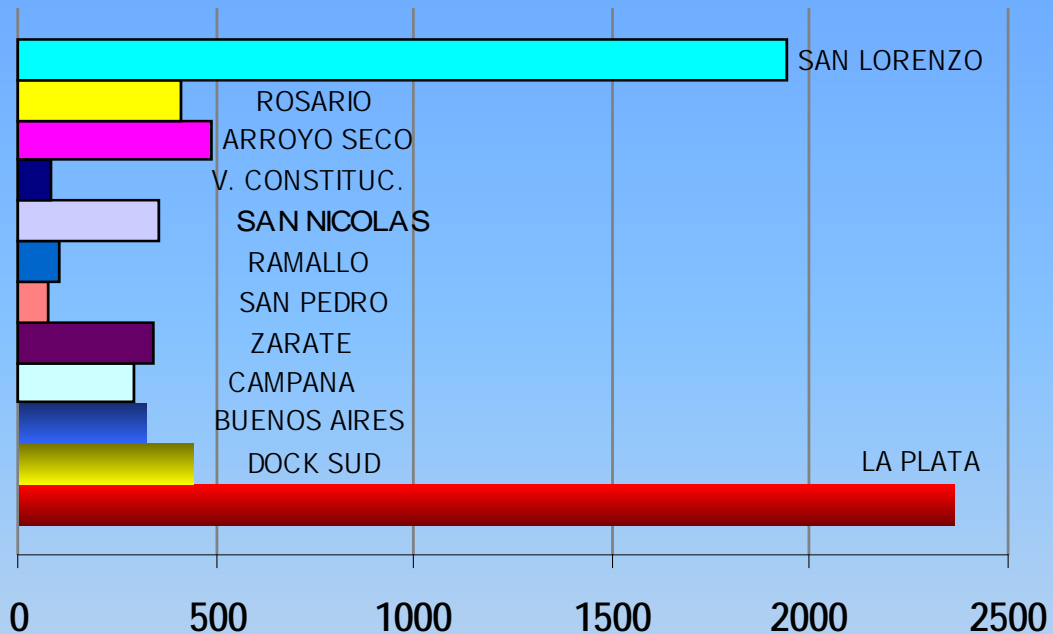 SAN LORENZO
ROSARIO
ARROYO SECO
V. CONSTITUC.
SAN NICOLAS
RAMALLO
SAN PEDRO
ZARATE
CAMPANA
BUENOS AIRES
DOCK SUD
LA PLATA
0 500 1000 1500 2000 2500